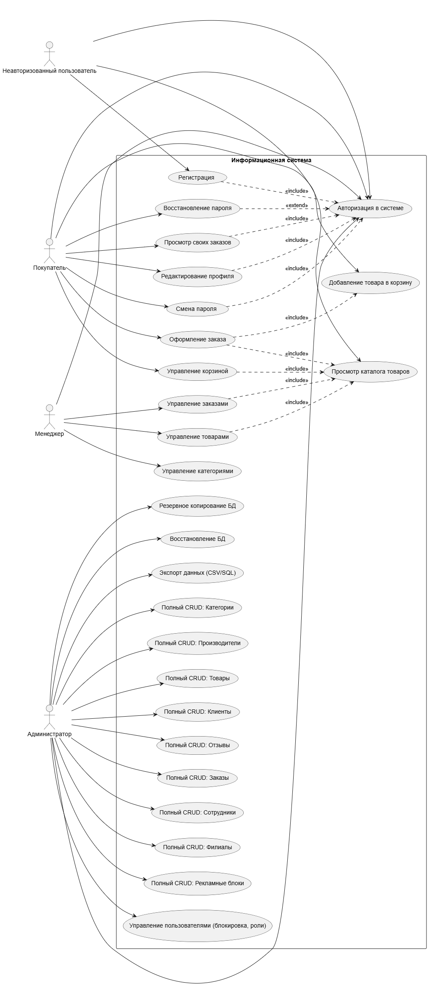 Неавторизованный пользователь
Информационная система
Регистрация
«include»
Восстановление пароля
«extend»
Авторизация в системе
«include»
Просмотр своих заказов
«include»
Покупатель
Редактирование профиля
«include»
Добавление товара в корзину
Смена пароля
«include»
Оформление заказа
«include»
Управление корзиной
«include»
Просмотр каталога товаров
«include»
Управление заказами
«include»
Менеджер
Управление товарами
Управление категориями
Резервное копирование БД
Восстановление БД
Экспорт данных (CSV/SQL)
Полный CRUD: Категории
Полный CRUD: Производители
Полный CRUD: Товары
Полный CRUD: Клиенты
Администратор
Полный CRUD: Отзывы
Полный CRUD: Заказы
Полный CRUD: Сотрудники
Полный CRUD: Филиалы
Полный CRUD: Рекламные блоки
Управление пользователями (блокировка, роли)